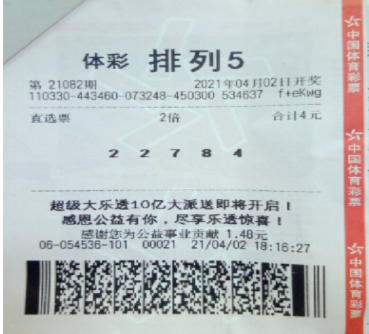 体彩 排列5
第 21082期 2021年04月02日开奖
110330-443460-073248-450300 534637 f+eKwg
直选票 2倍 合计4元
2 2 7 8 4
超级大乐透10亿大派送即将开启！
感恩公益有你，尽享乐透惊喜！
感谢您为公益事业贡献 1.48元
06-054536-101 00021 21/04/02 18:16:27
中国体育彩票
中国体育彩票
中国体育彩票